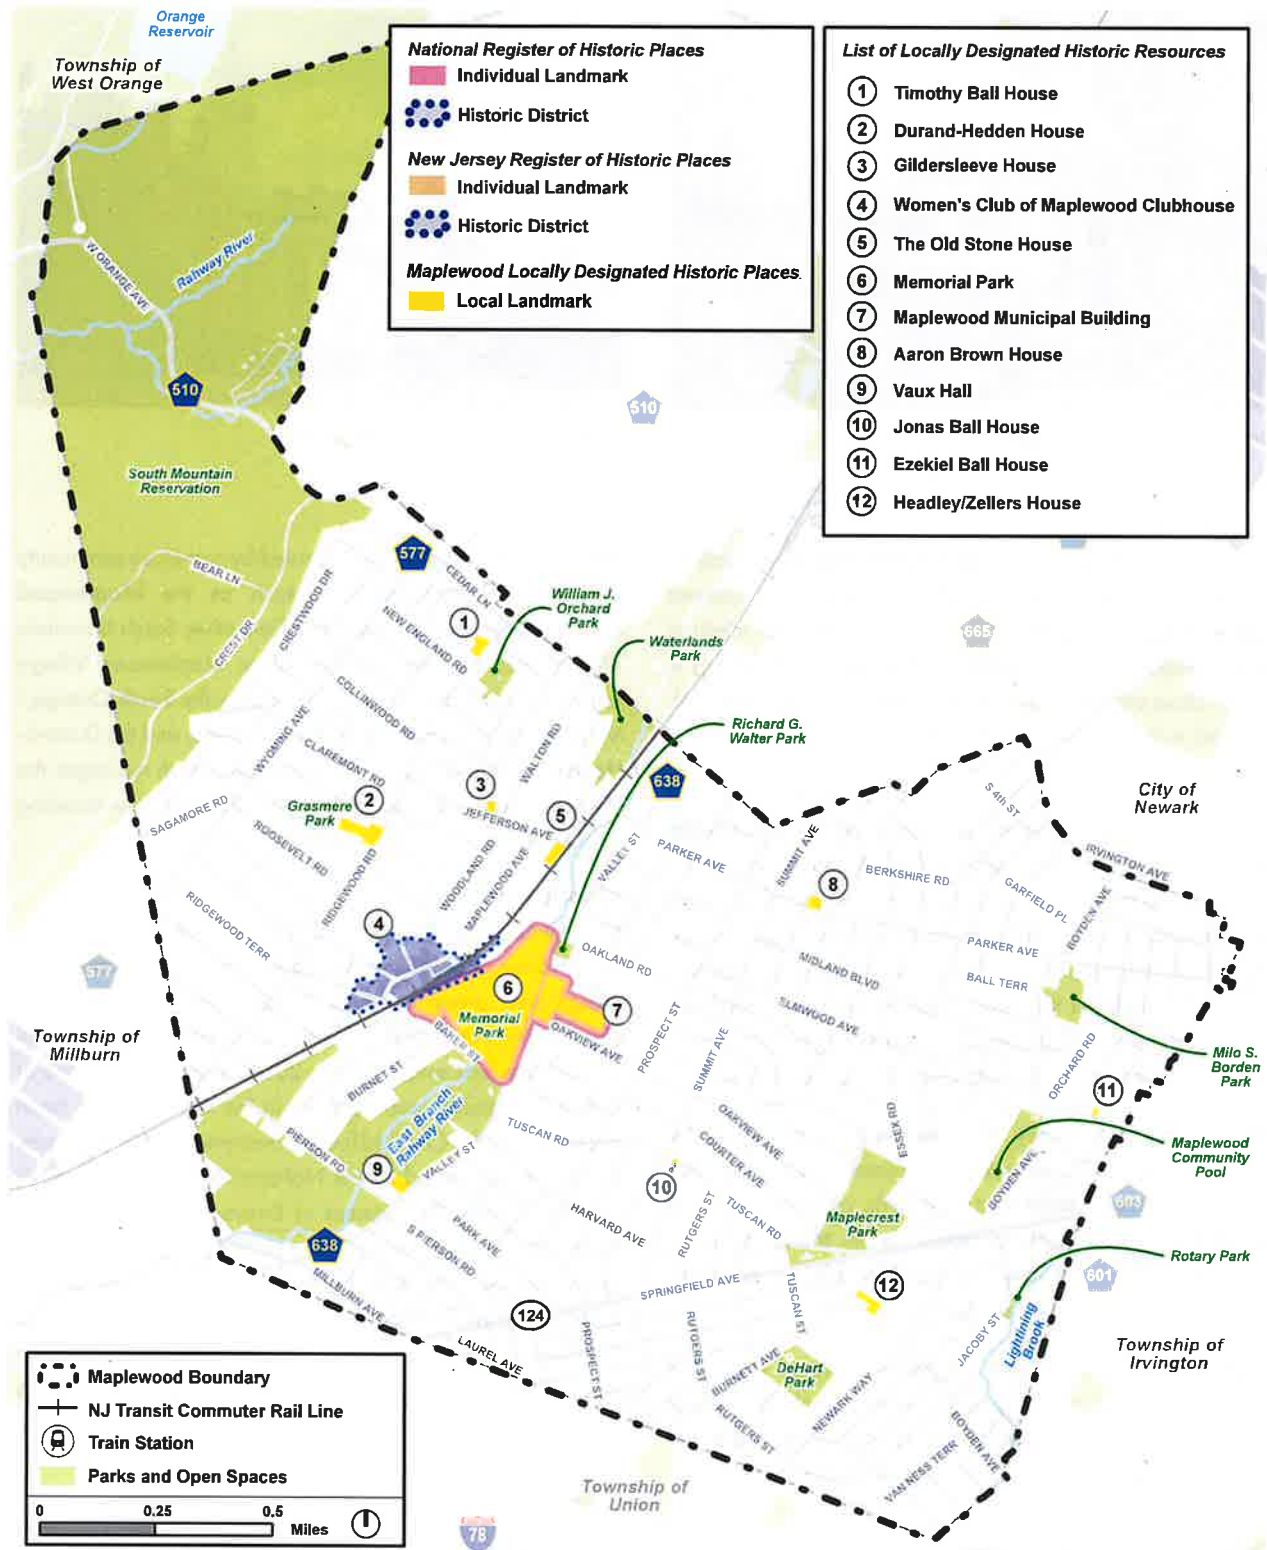 Orange
Reservoir
Township of
West Orange
National Register of Historic Places
Individual Landmark
Historic District
New Jersey Register of Historic Places
Individual Landmark
Historic District
Maplewood Locally Designated Historic Places
Local Landmark
List of Locally Designated Historic Resources
1 Timothy Ball House
2 Durand-Hedden House
3 Gildersleeve House
4 Women's Club of Maplewood Clubhouse
5 The Old Stone House
6 Memorial Park
7 Maplewood Municipal Building
8 Aaron Brown House
9 Vaux Hall
10 Jonas Ball House
11 Ezekiel Ball House
12 Headley/Zellers House
W ORANGE AVE
Rahway River
510
510
South Mountain
Reservation
577
CEDAR LN
BEAR LN
CREST DR
CHESTWOOD DR
NEW ENGLAND RD
1
William J.
Orchard
Park
Waterlands
Park
665
COLLINWOOD RD
WYOMING AVE
CLAREMONT RD
WALTON RD
Richard G.
Walter Park
638
City of
Newark
S 4th ST
SAGAMORE RD
Grasmere
Park
2
3
JEFFERSON AVE
5
ROOSEVELT RD
RIDGEWOOD RD
WOODLAND RD
MAPLEWOOD AVE
VALLEY ST
PARKER AVE
SUMMIT AVE
8
BERKSHIRE RD
IRVINGTON AVE
GARFIELD PL
BOYDEN AVE
RIDGEWOOD TERR
4
577
OAKLAND RD
MIDLAND BLVD
PARKER AVE
BALL TERR
6
Memorial
Park
7
ELMWOOD AVE
BAKER ST
OAKVIEW AVE
PROSPECT ST
SUMMIT AVE
Township of
Millburn
BURNET ST
ORCHARD RD
Milo S.
Borden
Park
11
East Branch
Rahway River
PIERSON RD
9
VALLEY ST
TUSCAN RD
OAKVIEW AVE
COURTER AVE
ESSEX RD
10
TUSCAN RD
RUTGERS ST
Maplewood
Community
Pool
BOYDEN AVE
603
HARVARD AVE
Maplecrest
Park
PARK AVE
S PIERSON RD
638
MILLBURN AVE
SPRINGFIELD AVE
TUSCAN ST
12
Rotary Park
601
124
LAUREL AVE
PROSPECT ST
RUTGERS ST
JACOBY ST
Lightning
Brook
Township of
Irvington
BURNETT AVE
DeHart
Park
NEWARK WAY
RUTGERS ST
BOYDEN AVE
VAN NESS TERR
Township of
Union
78
Maplewood Boundary
NJ Transit Commuter Rail Line
Train Station
Parks and Open Spaces
0 0.25 0.5
Miles